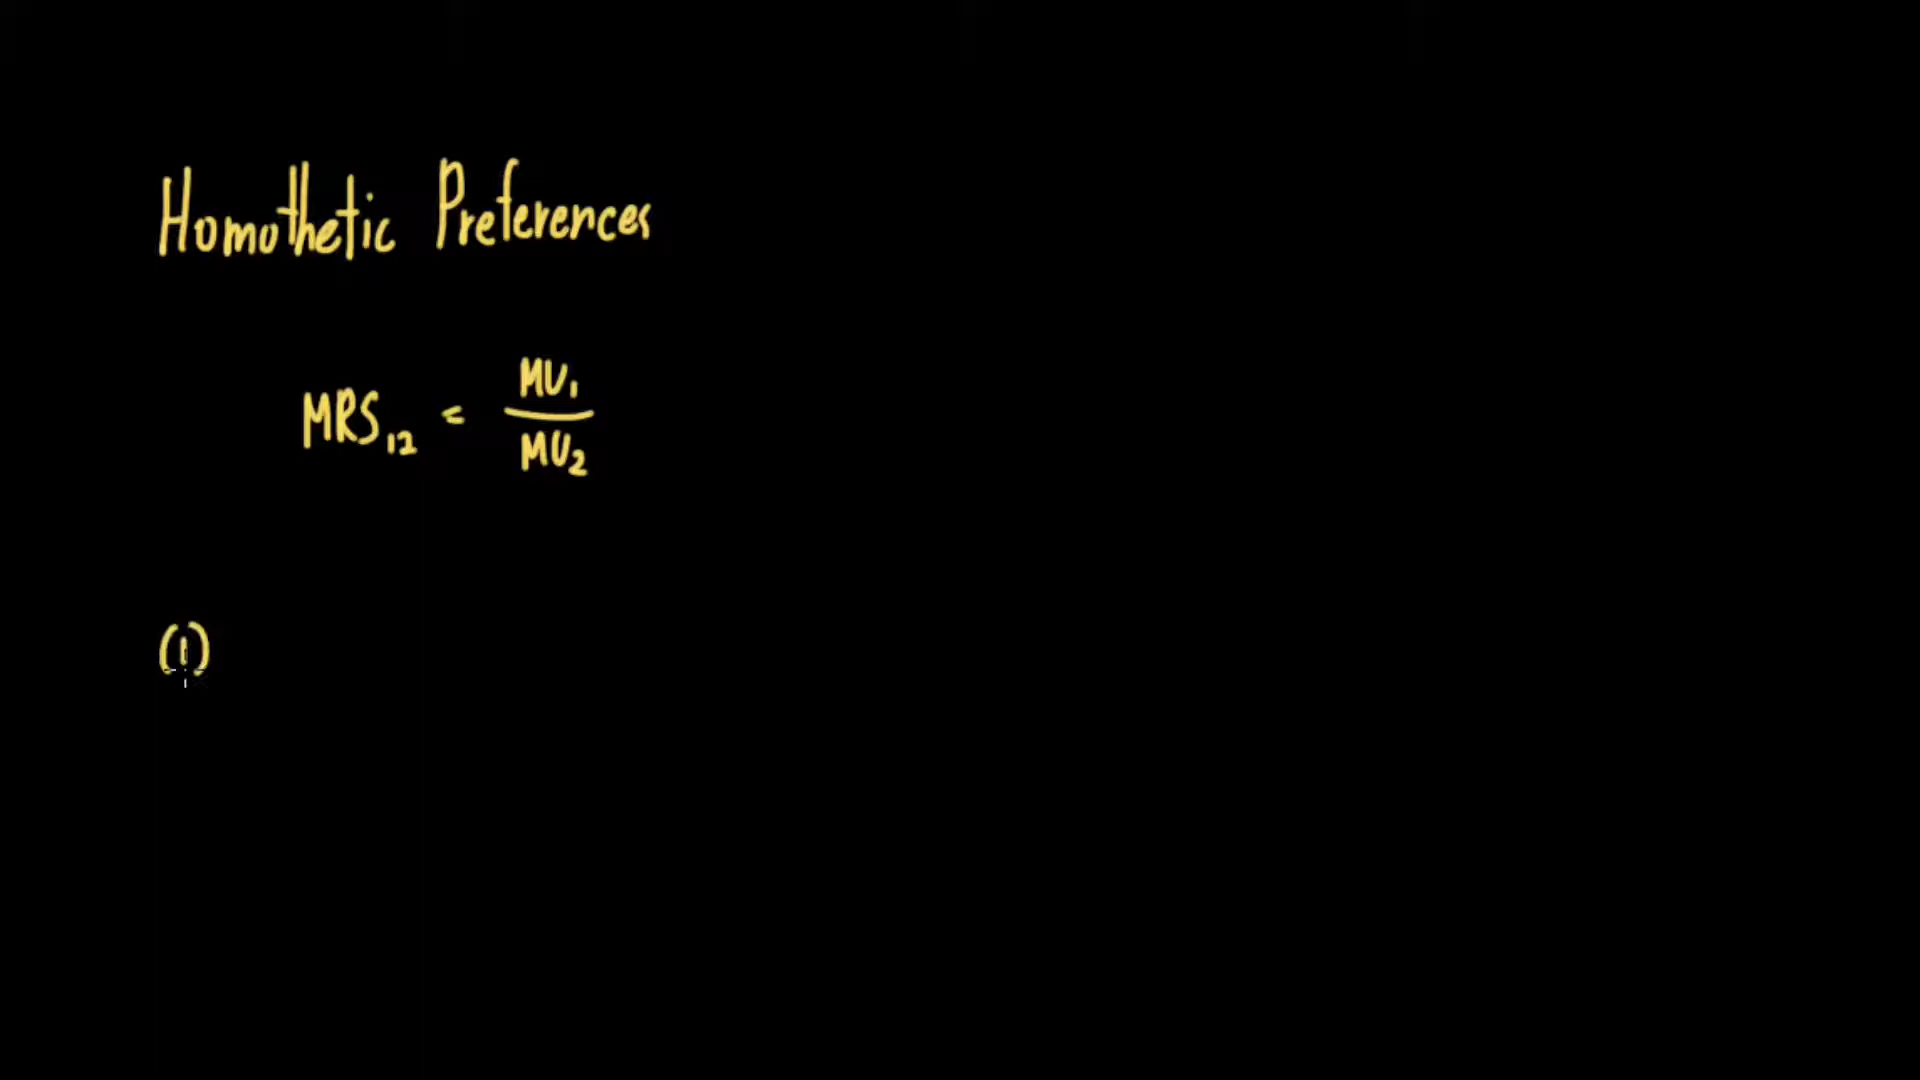 Homothetic Preferences
MRS₁₂ = MU₁ / MU₂
(1)